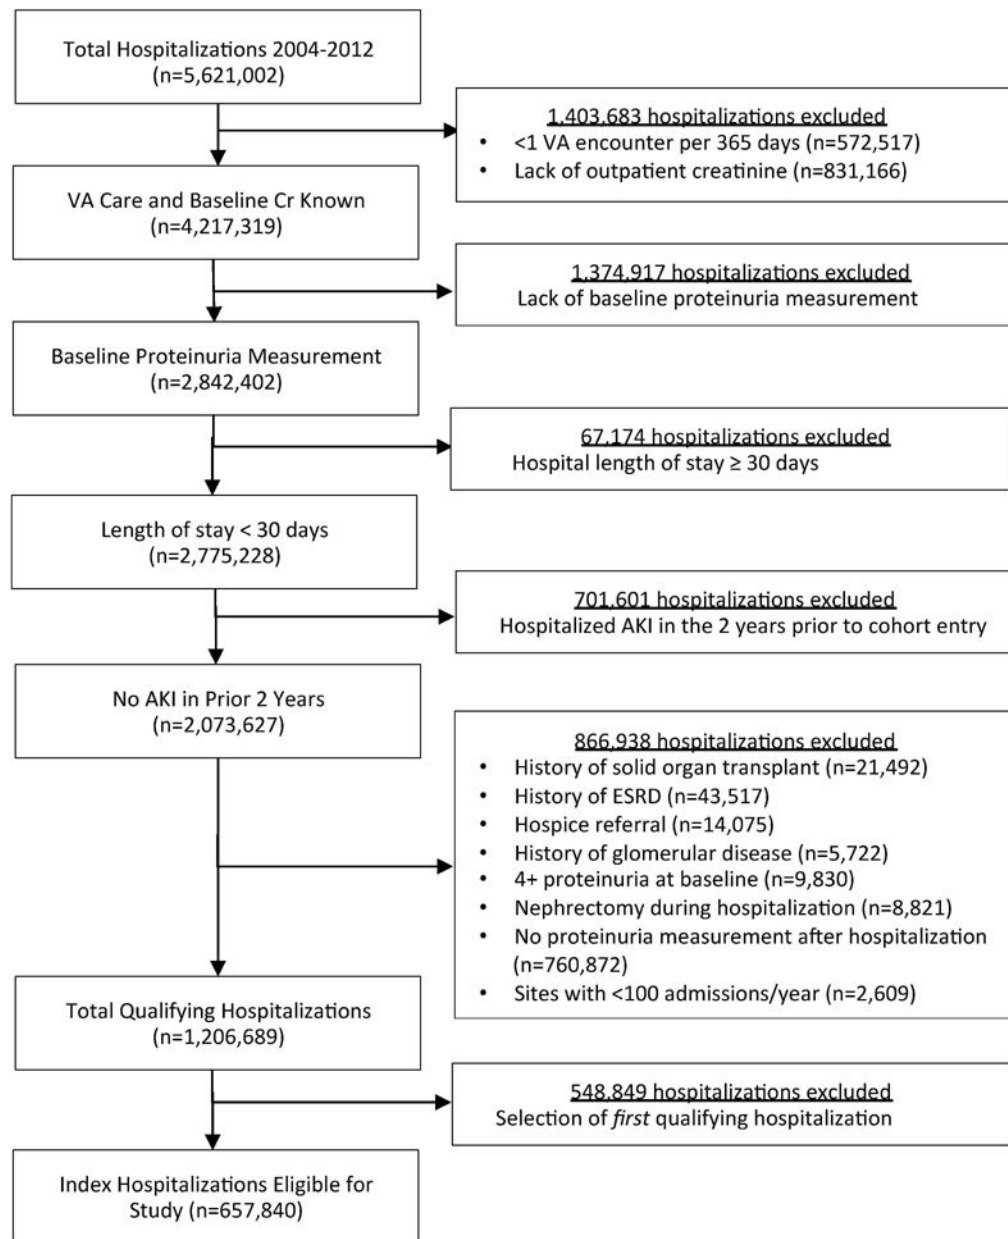 Total Hospitalizations 2004-2012
(n=5,621,002)
1,403,683 hospitalizations excluded
• <1 VA encounter per 365 days (n=572,517)
• Lack of outpatient creatinine (n=831,166)
VA Care and Baseline Cr Known
(n=4,217,319)
1,374,917 hospitalizations excluded
Lack of baseline proteinuria measurement
Baseline Proteinuria Measurement
(n=2,842,402)
67,174 hospitalizations excluded
Hospital length of stay ≥ 30 days
Length of stay < 30 days
(n=2,775,228)
701,601 hospitalizations excluded
Hospitalized AKI in the 2 years prior to cohort entry
No AKI in Prior 2 Years
(n=2,073,627)
866,938 hospitalizations excluded
• History of solid organ transplant (n=21,492)
• History of ESRD (n=43,517)
• Hospice referral (n=14,075)
• History of glomerular disease (n=5,722)
• 4+ proteinuria at baseline (n=9,830)
• Nephrectomy during hospitalization (n=8,821)
• No proteinuria measurement after hospitalization
(n=760,872)
• Sites with <100 admissions/year (n=2,609)
Total Qualifying Hospitalizations
(n=1,206,689)
548,849 hospitalizations excluded
Selection of first qualifying hospitalization
Index Hospitalizations Eligible for
Study (n=657,840)